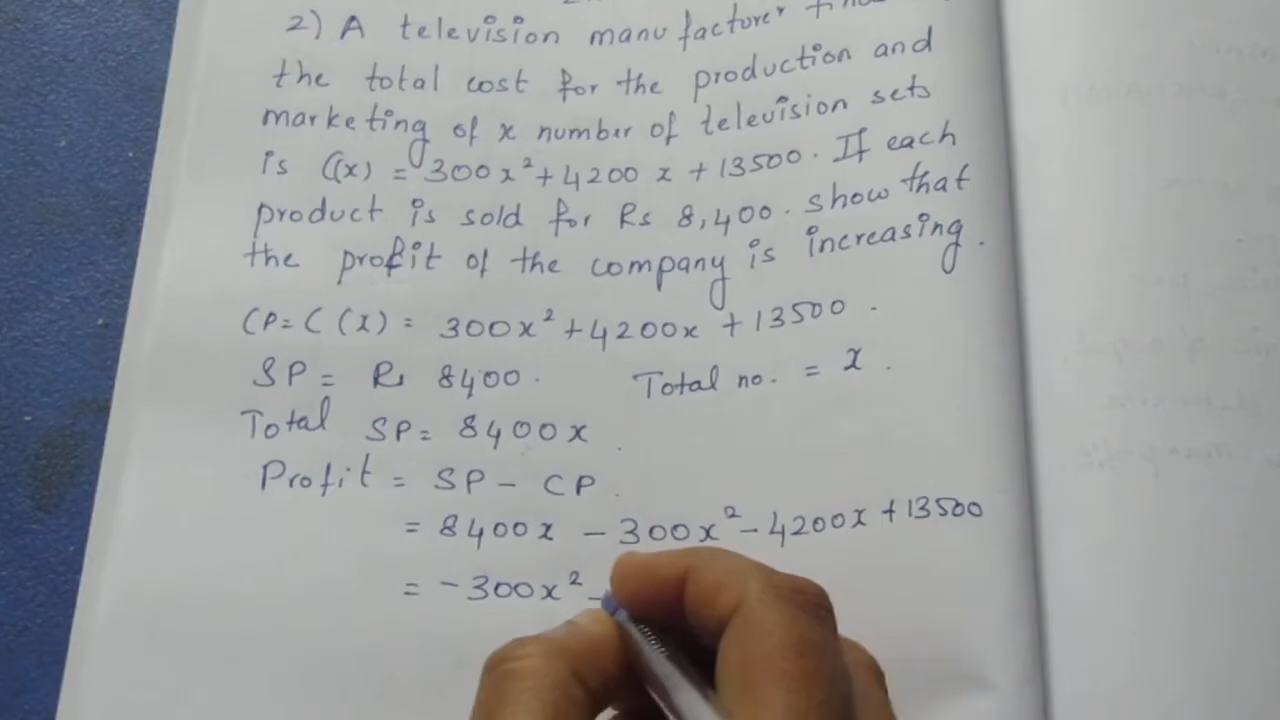 2) A television manufacturer
the total cost for the production and
marketing of x number of television sets
is C(x) = 300x² + 4200x + 13500. If each
product is sold for Rs 8,400. show that
the profit of the company is increasing.
CP = C(x) = 300x² + 4200x + 13500.
SP = Rs 8400. Total no. = x.
Total SP = 8400x.
Profit = SP - CP.
= 8400x - 300x² - 4200x + 13500
= -300x² -